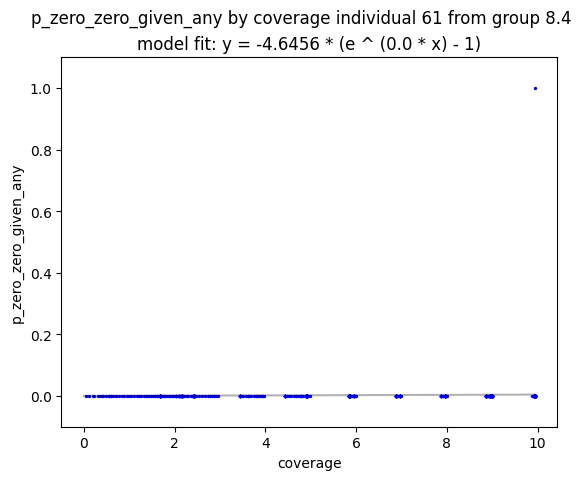 p_zero_zero_given_any by coverage individual 61 from group 8.4
model fit: y = -4.6456 * (e ^ (0.0 * x) - 1)
1.0
0.8
0.6
0.4
0.2
0.0
p_zero_zero_given_any
0 2 4 6 8 10
coverage